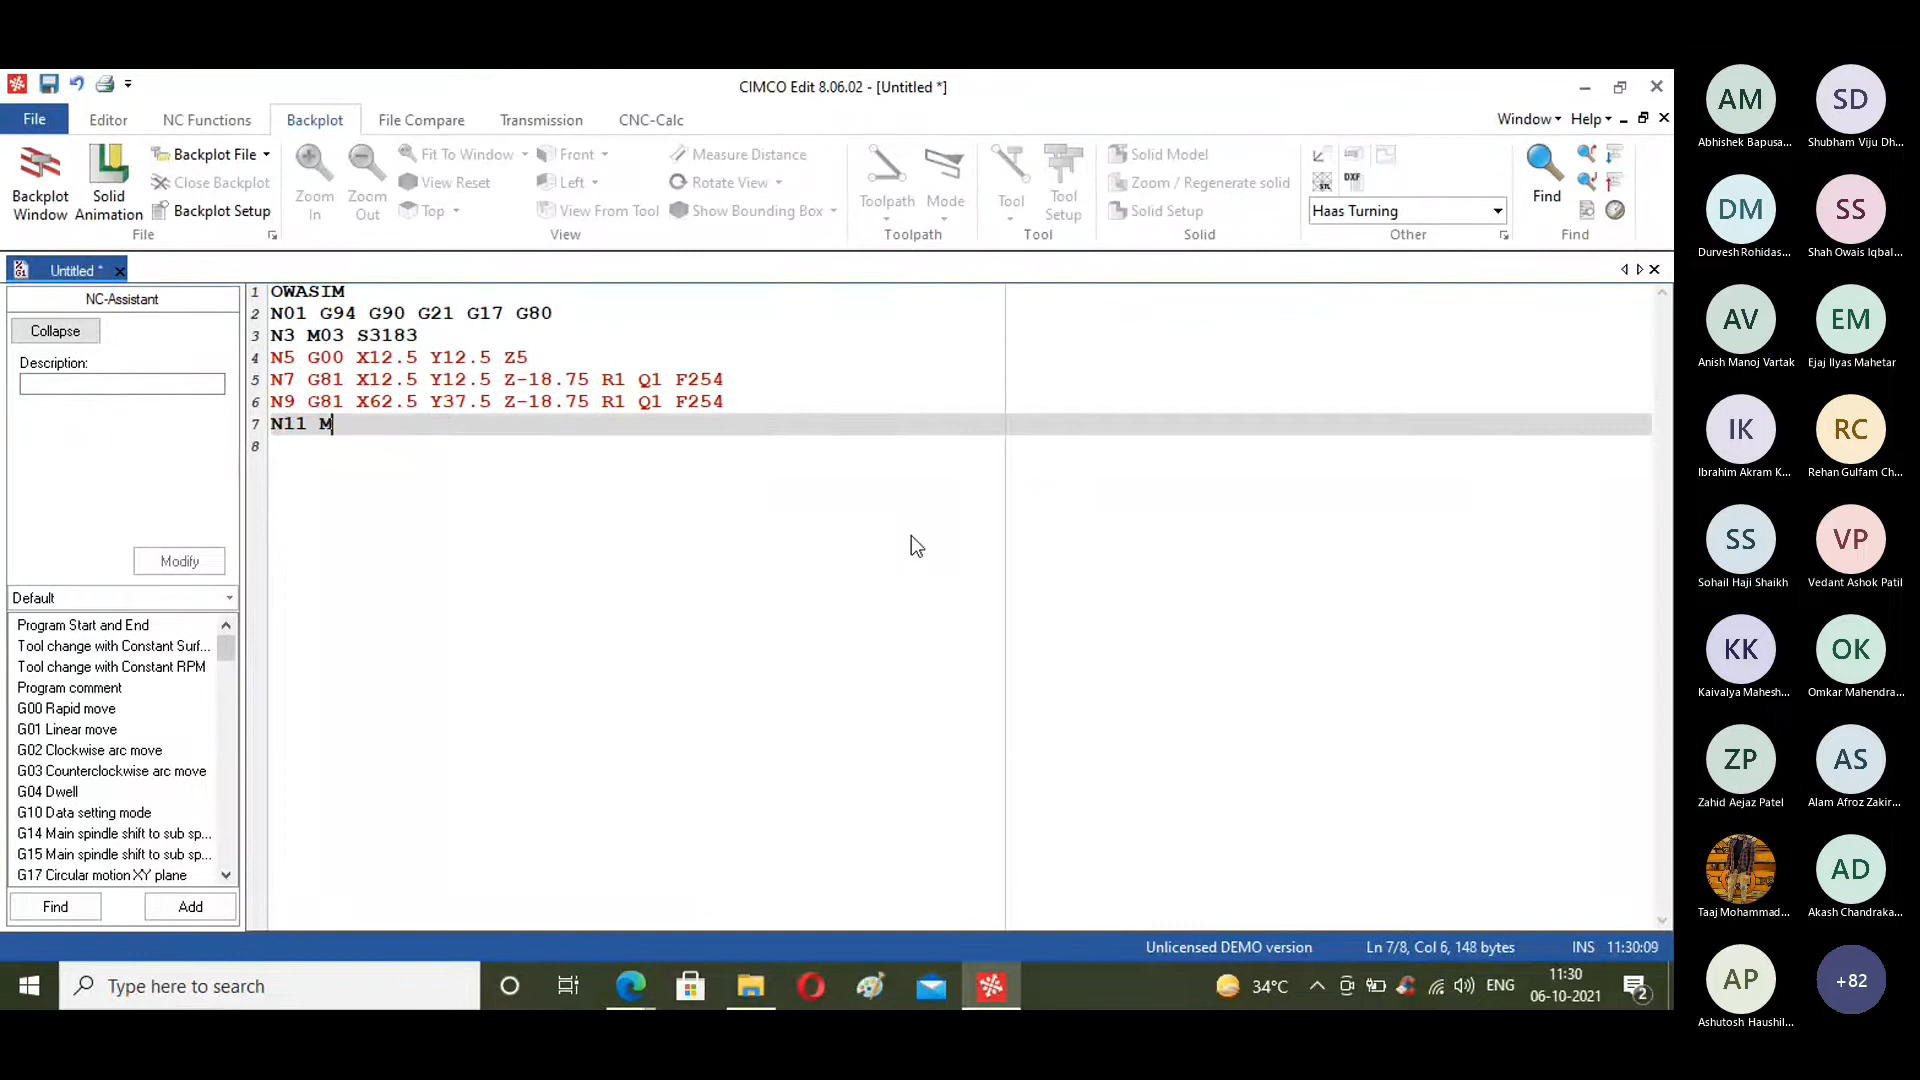 CIMCO Edit 8.06.02 - [Untitled *]
File Editor NC Functions Backplot File Compare Transmission CNC-Calc Window Help
Backplot Window
Solid Animation
Backplot File
Close Backplot
Backplot Setup
File
Zoom In
Zoom Out
Fit To Window
View Reset
Top
Front
Left
View From Tool
Measure Distance
Rotate View
Show Bounding Box
View
Toolpath
Mode
Toolpath
Tool
Tool Setup
Tool
Solid Model
Zoom / Regenerate solid
Solid Setup
Solid
STL
DXF
Haas Turning
Other
Find
Find
Untitled *
NC-Assistant
Collapse
Description:
Modify
Default
Program Start and End
Tool change with Constant Surf...
Tool change with Constant RPM
Program comment
G00 Rapid move
G01 Linear move
G02 Clockwise arc move
G03 Counterclockwise arc move
G04 Dwell
G10 Data setting mode
G14 Main spindle shift to sub sp...
G15 Main spindle shift to sub sp...
G17 Circular motion XY plane
Find Add
1 OWASIM
2 N01 G94 G90 G21 G17 G80
3 N3 M03 S3183
4 N5 G00 X12.5 Y12.5 Z5
5 N7 G81 X12.5 Y12.5 Z-18.75 R1 Q1 F254
6 N9 G81 X62.5 Y37.5 Z-18.75 R1 Q1 F254
7 N11 M
8
Unlicensed DEMO version Ln 7/8, Col 6, 148 bytes INS 11:30:09
Type here to search
34°C
ENG
11:30
06-10-2021
2
AM
Abhishek Bapusa...
SD
Shubham Viju Dh...
DM
Durvesh Rohidas...
SS
Shah Owais Iqbal...
AV
Anish Manoj Vartak
EM
Ejaj Ilyas Mahetar
IK
Ibrahim Akram K...
RC
Rehan Gulfam Ch...
SS
Sohail Haji Shaikh
VP
Vedant Ashok Patil
KK
Kaivalya Mahesh...
OK
Omkar Mahendra...
ZP
Zahid Aejaz Patel
AS
Alam Afroz Zakir...
Taaj Mohammad...
AD
Akash Chandraka...
AP
Ashutosh Haushil...
+82